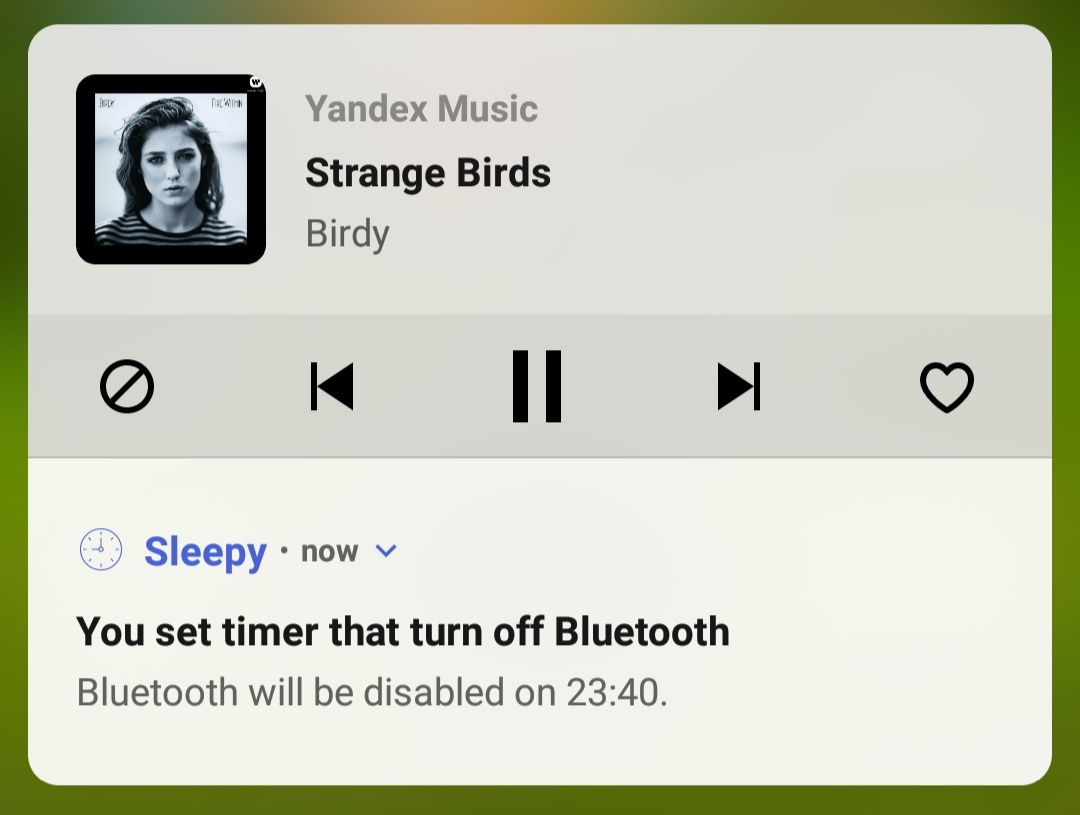 BIRDY FIRE WITHIN
Yandex Music
Strange Birds
Birdy
Sleepy • now
You set timer that turn off Bluetooth
Bluetooth will be disabled on 23:40.